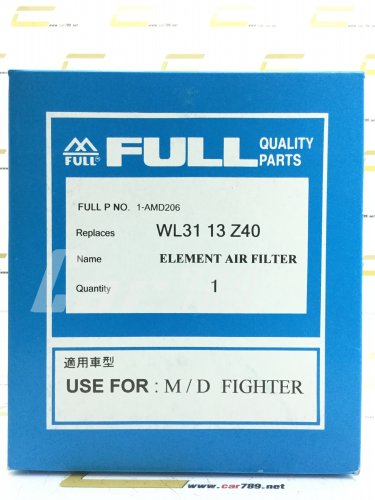 FULL® FULL QUALITY
PARTS
FULL P NO. 1-AMD206
Replaces WL31 13 Z40
Name ELEMENT AIR FILTER
Quantity 1
適用車型
USE FOR : M / D FIGHTER
www.car789.net